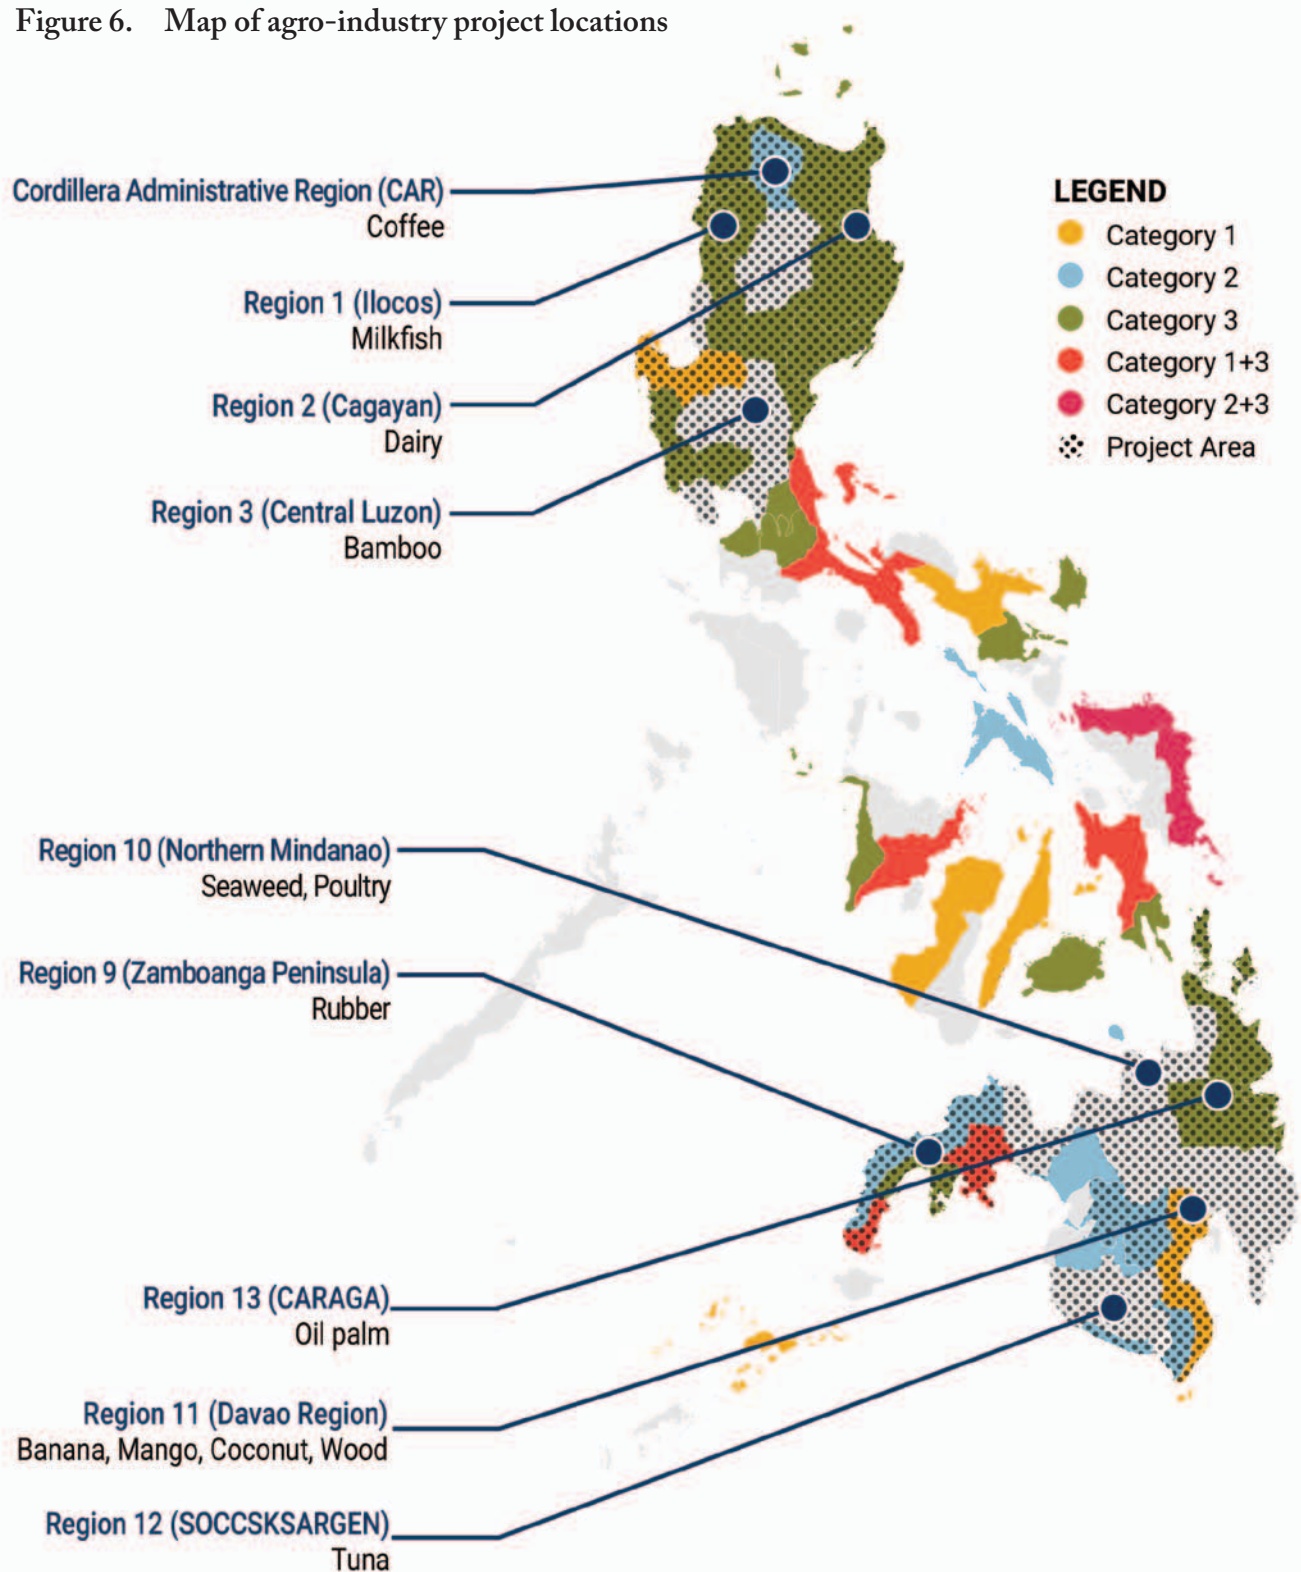 Figure 6. Map of agro-industry project locations
Cordillera Administrative Region (CAR)
Coffee
Region 1 (Ilocos)
Milkfish
Region 2 (Cagayan)
Dairy
Region 3 (Central Luzon)
Bamboo
LEGEND
Category 1
Category 2
Category 3
Category 1+3
Category 2+3
Project Area
Region 10 (Northern Mindanao)
Seaweed, Poultry
Region 9 (Zamboanga Peninsula)
Rubber
Region 13 (CARAGA)
Oil palm
Region 11 (Davao Region)
Banana, Mango, Coconut, Wood
Region 12 (SOCCSKSARGEN)
Tuna